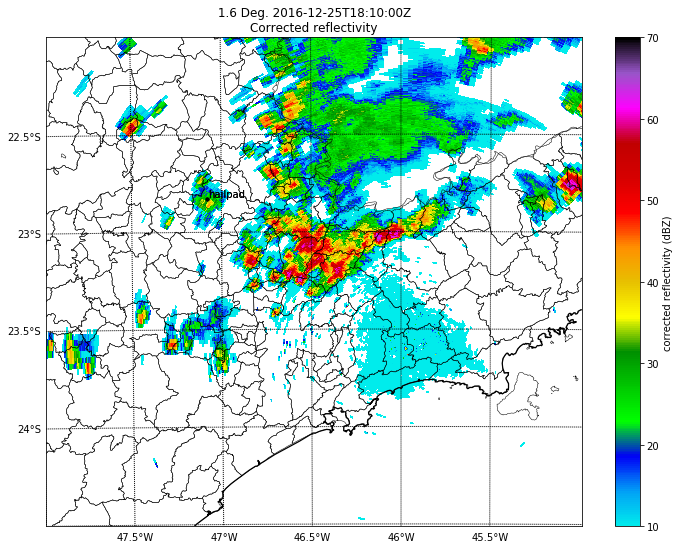 1.6 Deg. 2016-12-25T18:10:00Z
Corrected reflectivity
22.5°S
23°S
23.5°S
24°S
47.5°W
47°W
46.5°W
46°W
45.5°W
hailpad
70
60
50
40
30
20
10
corrected reflectivity (dBZ)